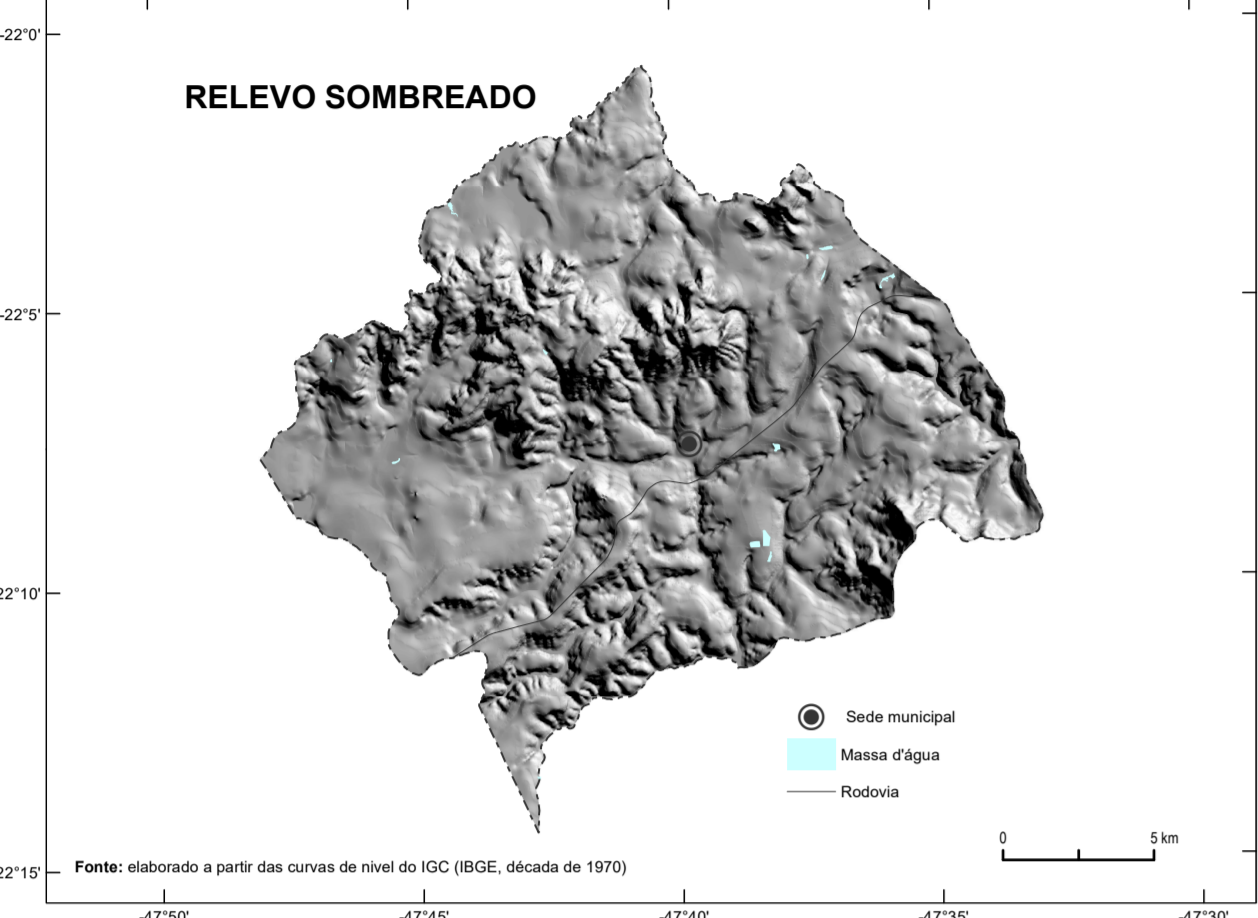 -22°0'
RELEVO SOMBREADO
-22°5'
22°10'
Sede municipal
Massa d'água
Rodovia
0 5 km
22°15'
Fonte: elaborado a partir das curvas de nivel do IGC (IBGE, década de 1970)
-47°50' -47°45' -47°40' -47°35' -47°30'